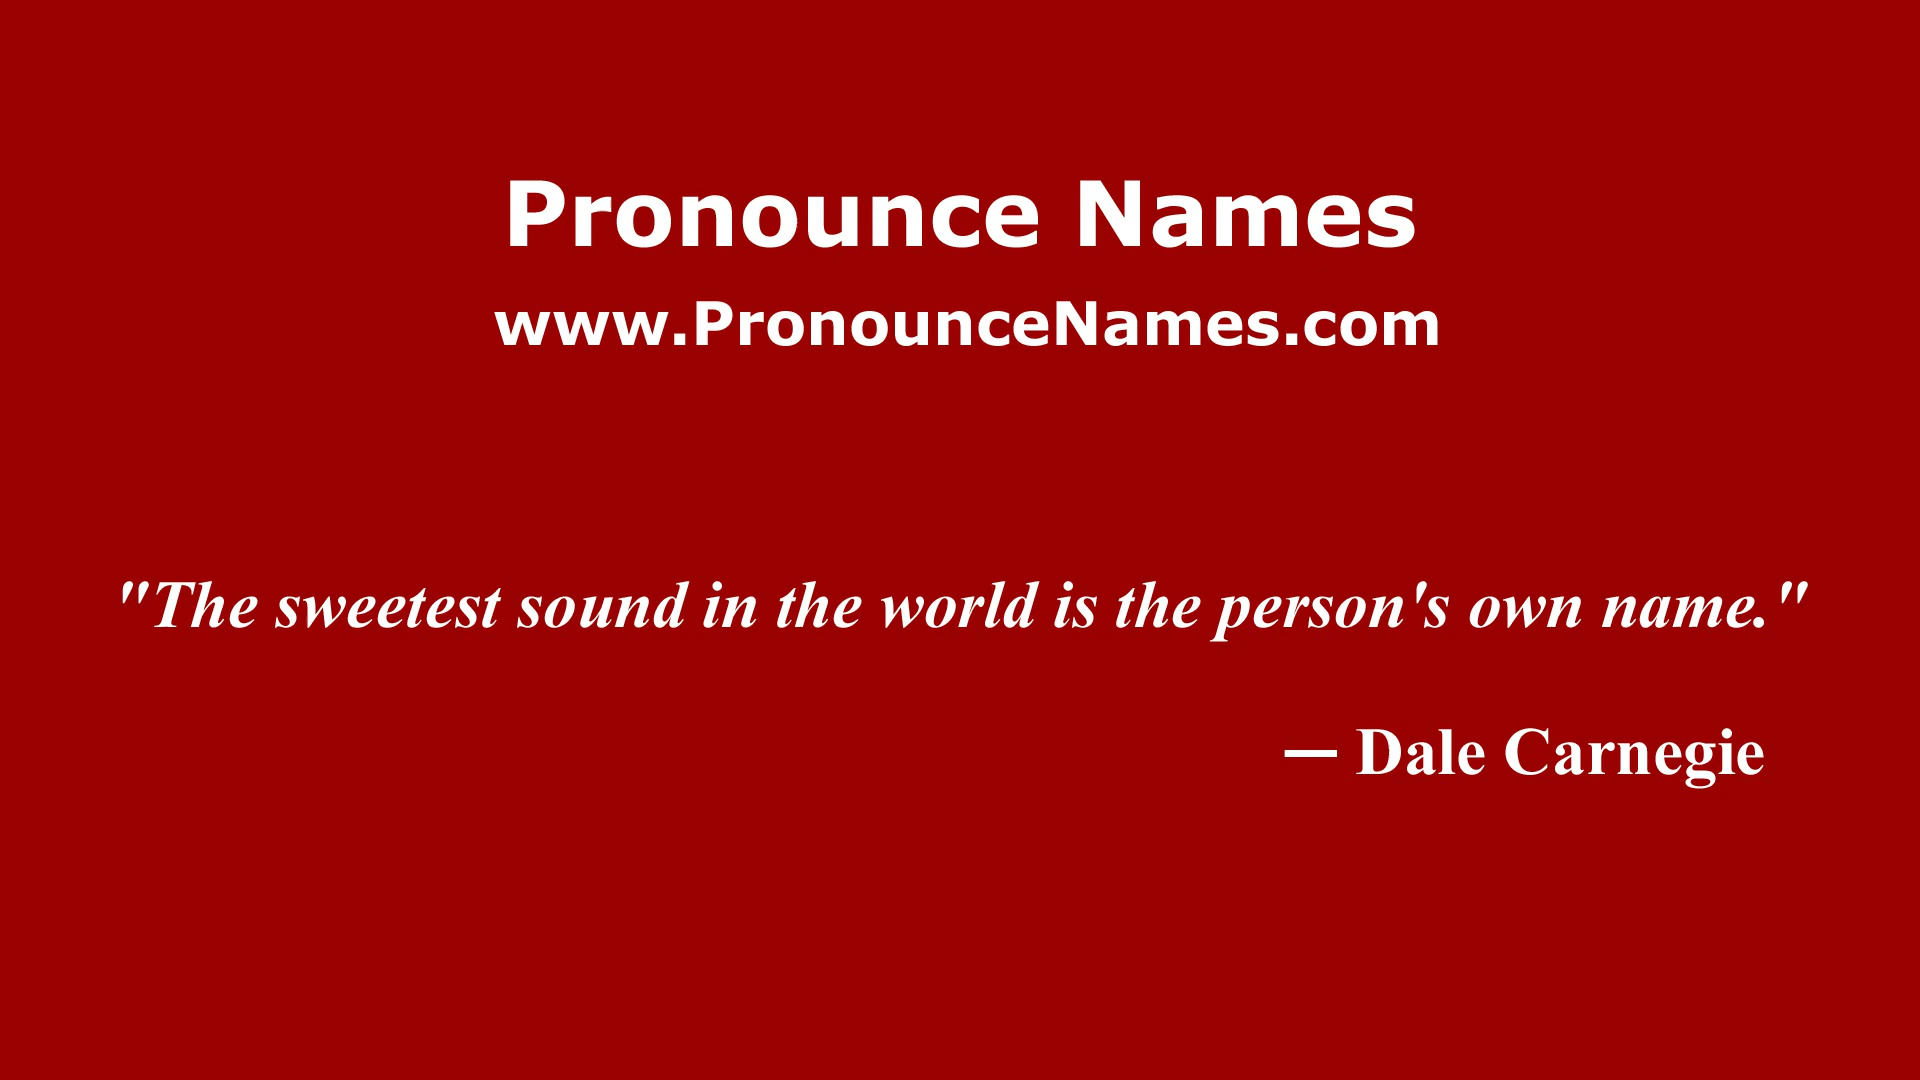 Pronounce Names
www.PronounceNames.com
"The sweetest sound in the world is the person's own name."
— Dale Carnegie